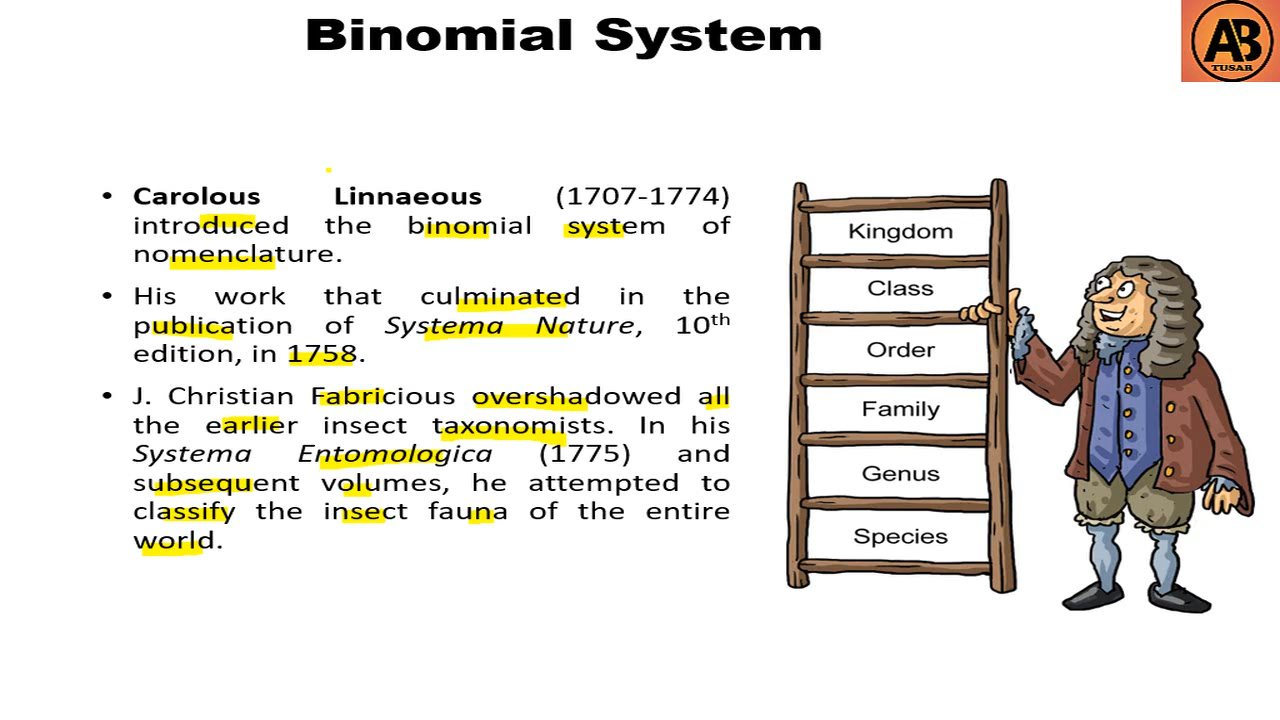 Binomial System
AB
TUSAR
• Carolous Linnaeous (1707-1774)
introduced the binomial system of
nomenclature.
• His work that culminated in the
publication of Systema Nature, 10th
edition, in 1758.
• J. Christian Fabricious overshadowed all
the earlier insect taxonomists. In his
Systema Entomologica (1775) and
subsequent volumes, he attempted to
classify the insect fauna of the entire
world.
Kingdom
Class
Order
Family
Genus
Species